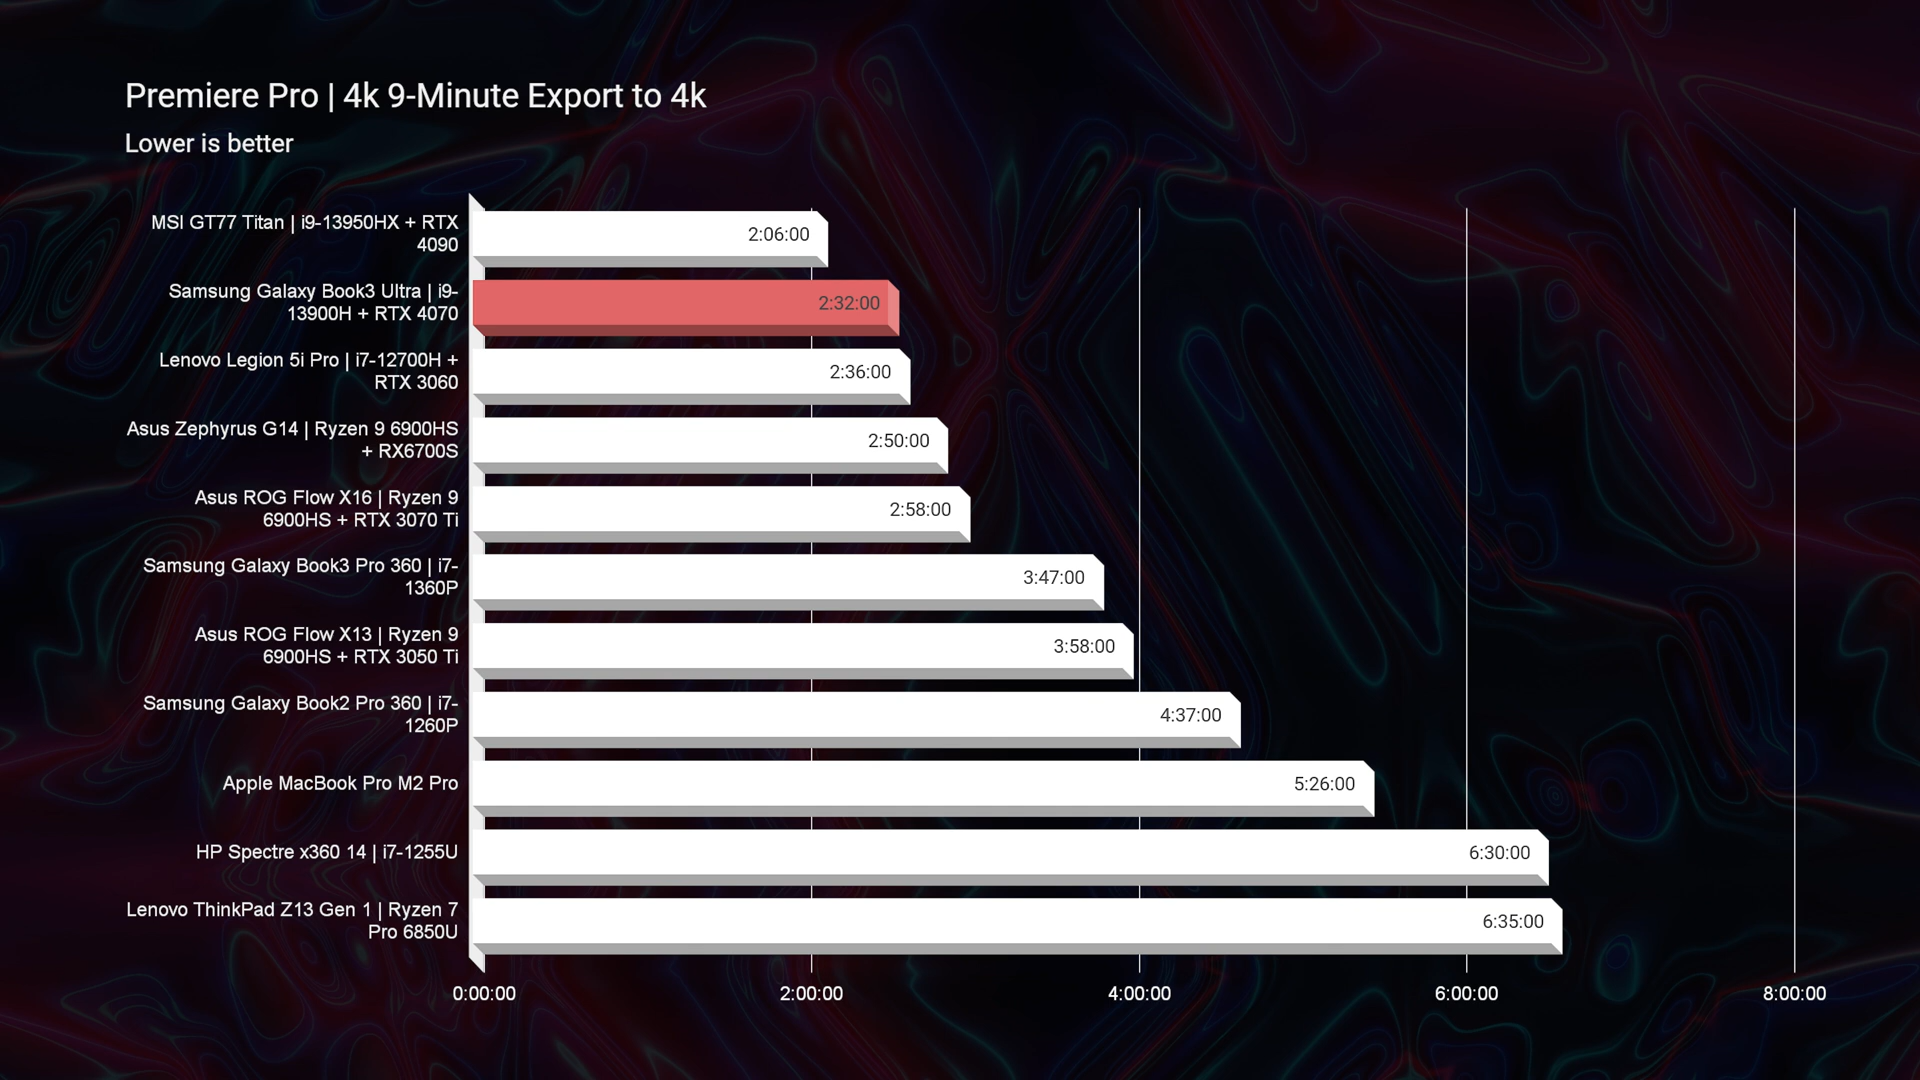 Premiere Pro | 4k 9-Minute Export to 4k
Lower is better
MSI GT77 Titan | i9-13950HX + RTX
4090
2:06:00
Samsung Galaxy Book3 Ultra | i9-
13900H + RTX 4070
2:32:00
Lenovo Legion 5i Pro | i7-12700H +
RTX 3060
2:36:00
Asus Zephyrus G14 | Ryzen 9 6900HS
+ RX6700S
2:50:00
Asus ROG Flow X16 | Ryzen 9
6900HS + RTX 3070 Ti
2:58:00
Samsung Galaxy Book3 Pro 360 | i7-
1360P
3:47:00
Asus ROG Flow X13 | Ryzen 9
6900HS + RTX 3050 Ti
3:58:00
Samsung Galaxy Book2 Pro 360 | i7-
1260P
4:37:00
Apple MacBook Pro M2 Pro
5:26:00
HP Spectre x360 14 | i7-1255U
6:30:00
Lenovo ThinkPad Z13 Gen 1 | Ryzen 7
Pro 6850U
6:35:00
0:00:00
2:00:00
4:00:00
6:00:00
8:00:00